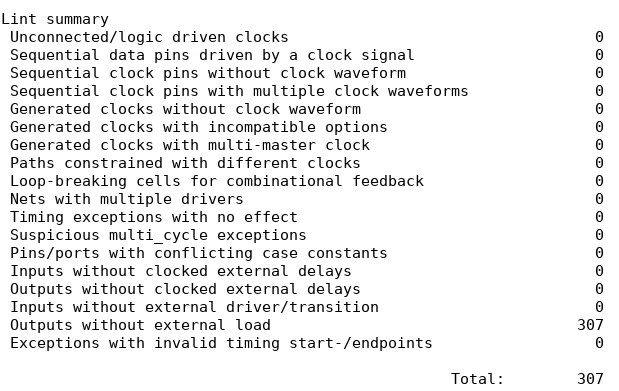 Lint summary
Unconnected/logic driven clocks 0
Sequential data pins driven by a clock signal 0
Sequential clock pins without clock waveform 0
Sequential clock pins with multiple clock waveforms 0
Generated clocks without clock waveform 0
Generated clocks with incompatible options 0
Generated clocks with multi-master clock 0
Paths constrained with different clocks 0
Loop-breaking cells for combinational feedback 0
Nets with multiple drivers 0
Timing exceptions with no effect 0
Suspicious multi_cycle exceptions 0
Pins/ports with conflicting case constants 0
Inputs without clocked external delays 0
Outputs without clocked external delays 0
Inputs without external driver/transition 0
Outputs without external load 307
Exceptions with invalid timing start-/endpoints 0
Total: 307